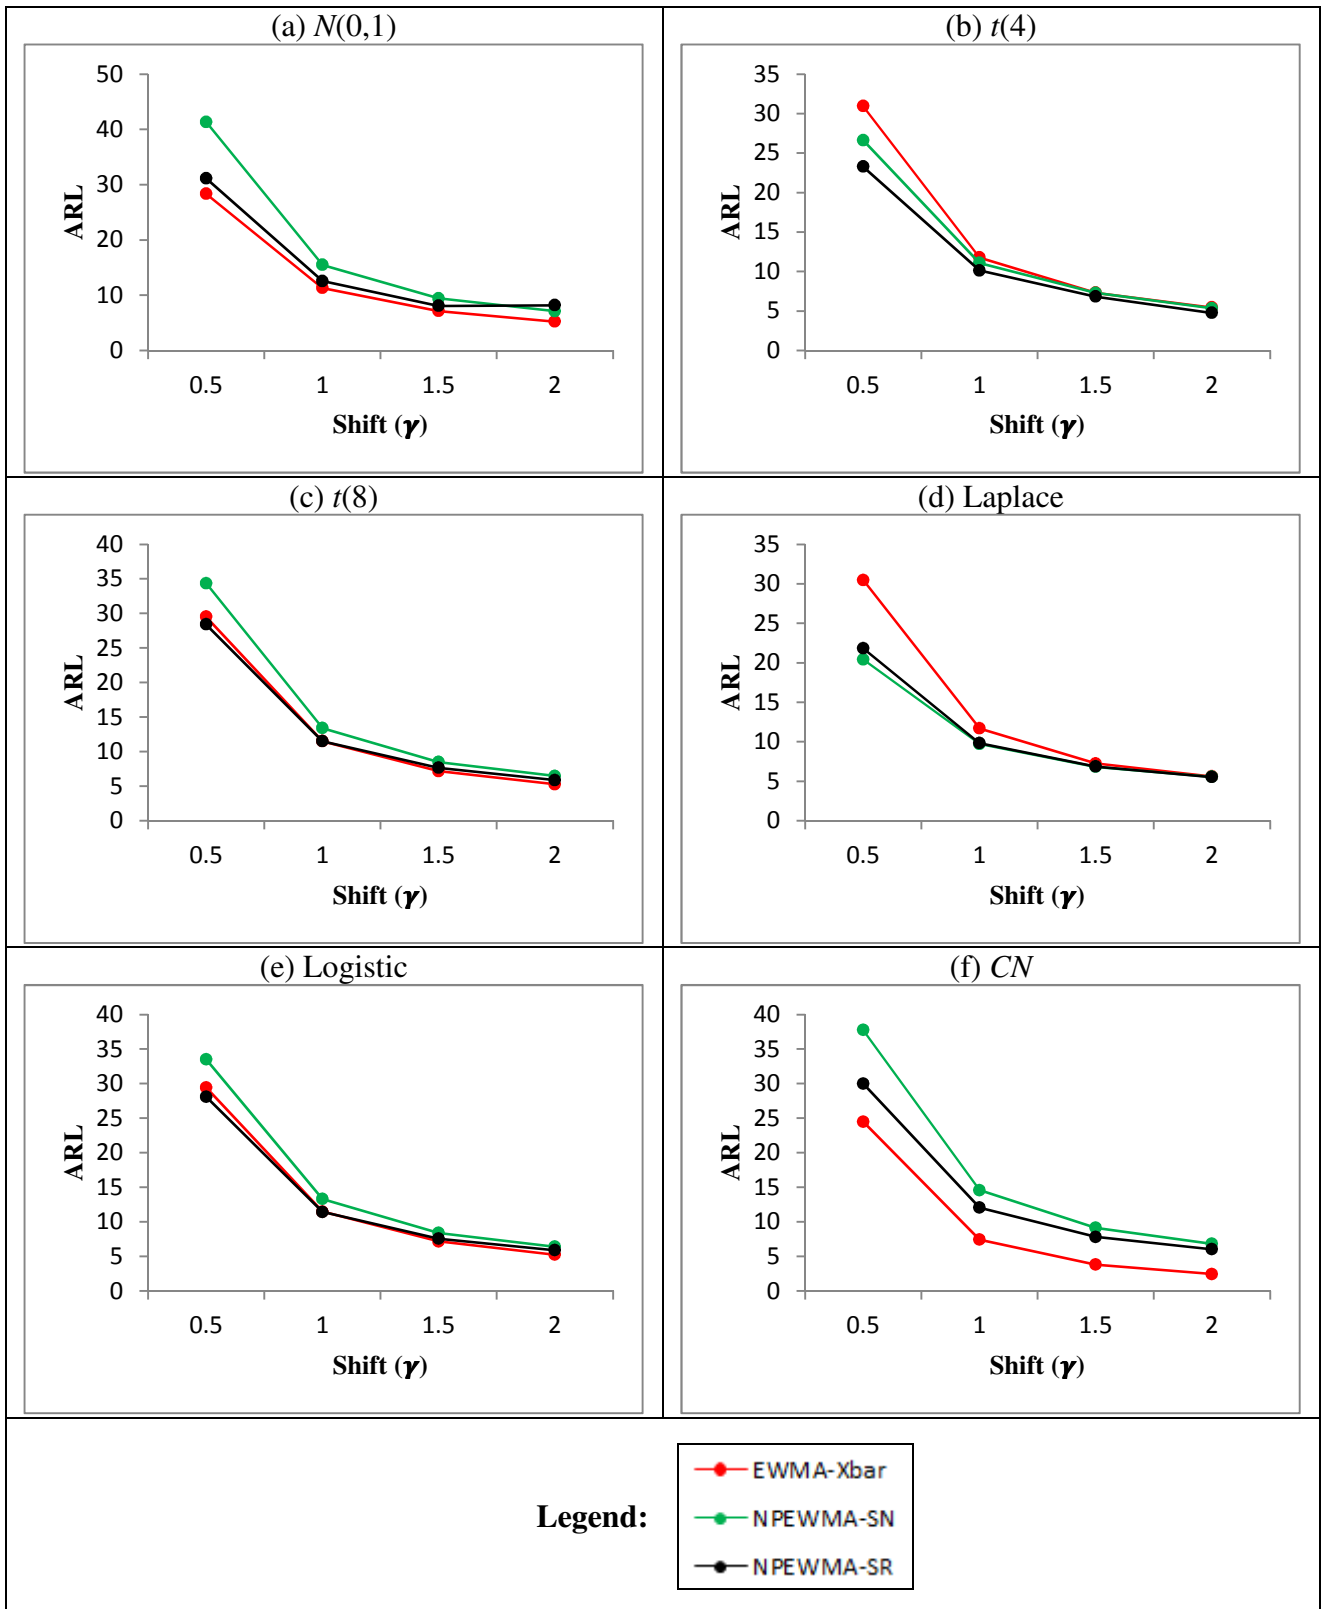 (a) N(0,1)
50
40
30
20
10
0
ARL
0.5 1 1.5 2
Shift (γ)
(b) t(4)
35
30
25
20
15
10
5
0
ARL
0.5 1 1.5 2
Shift (γ)
(c) t(8)
40
35
30
25
20
15
10
5
0
ARL
0.5 1 1.5 2
Shift (γ)
(d) Laplace
35
30
25
20
15
10
5
0
ARL
0.5 1 1.5 2
Shift (γ)
(e) Logistic
40
35
30
25
20
15
10
5
0
ARL
0.5 1 1.5 2
Shift (γ)
(f) CN
40
35
30
25
20
15
10
5
0
ARL
0.5 1 1.5 2
Shift (γ)
Legend:
EWMA-Xbar
NPEWMA-SN
NPEWMA-SR